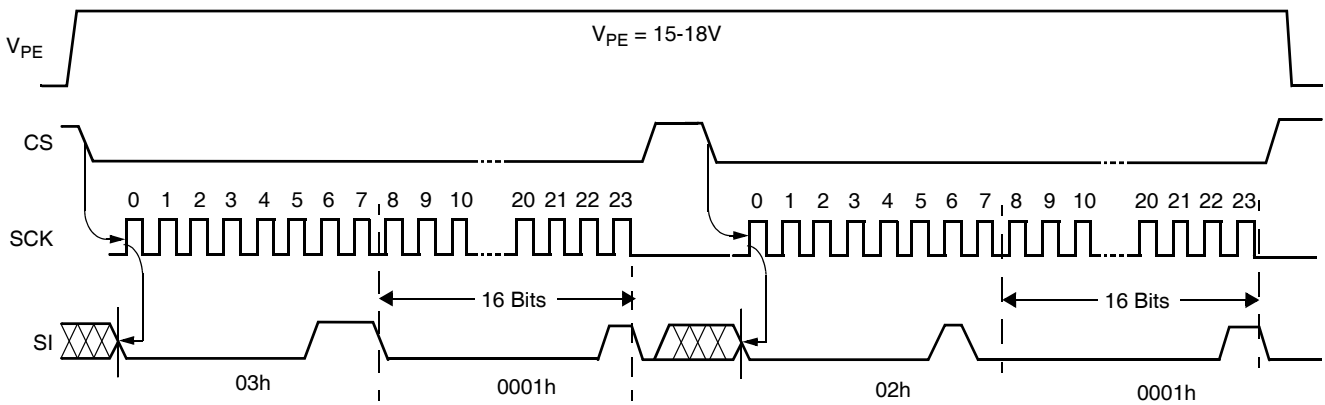 V_PE
V_PE = 15-18V
CS
0 1 2 3 4 5 6 7 8 9 10 20 21 22 23 0 1 2 3 4 5 6 7 8 9 10 20 21 22 23
SCK
16 Bits 16 Bits
SI
03h 0001h 02h 0001h